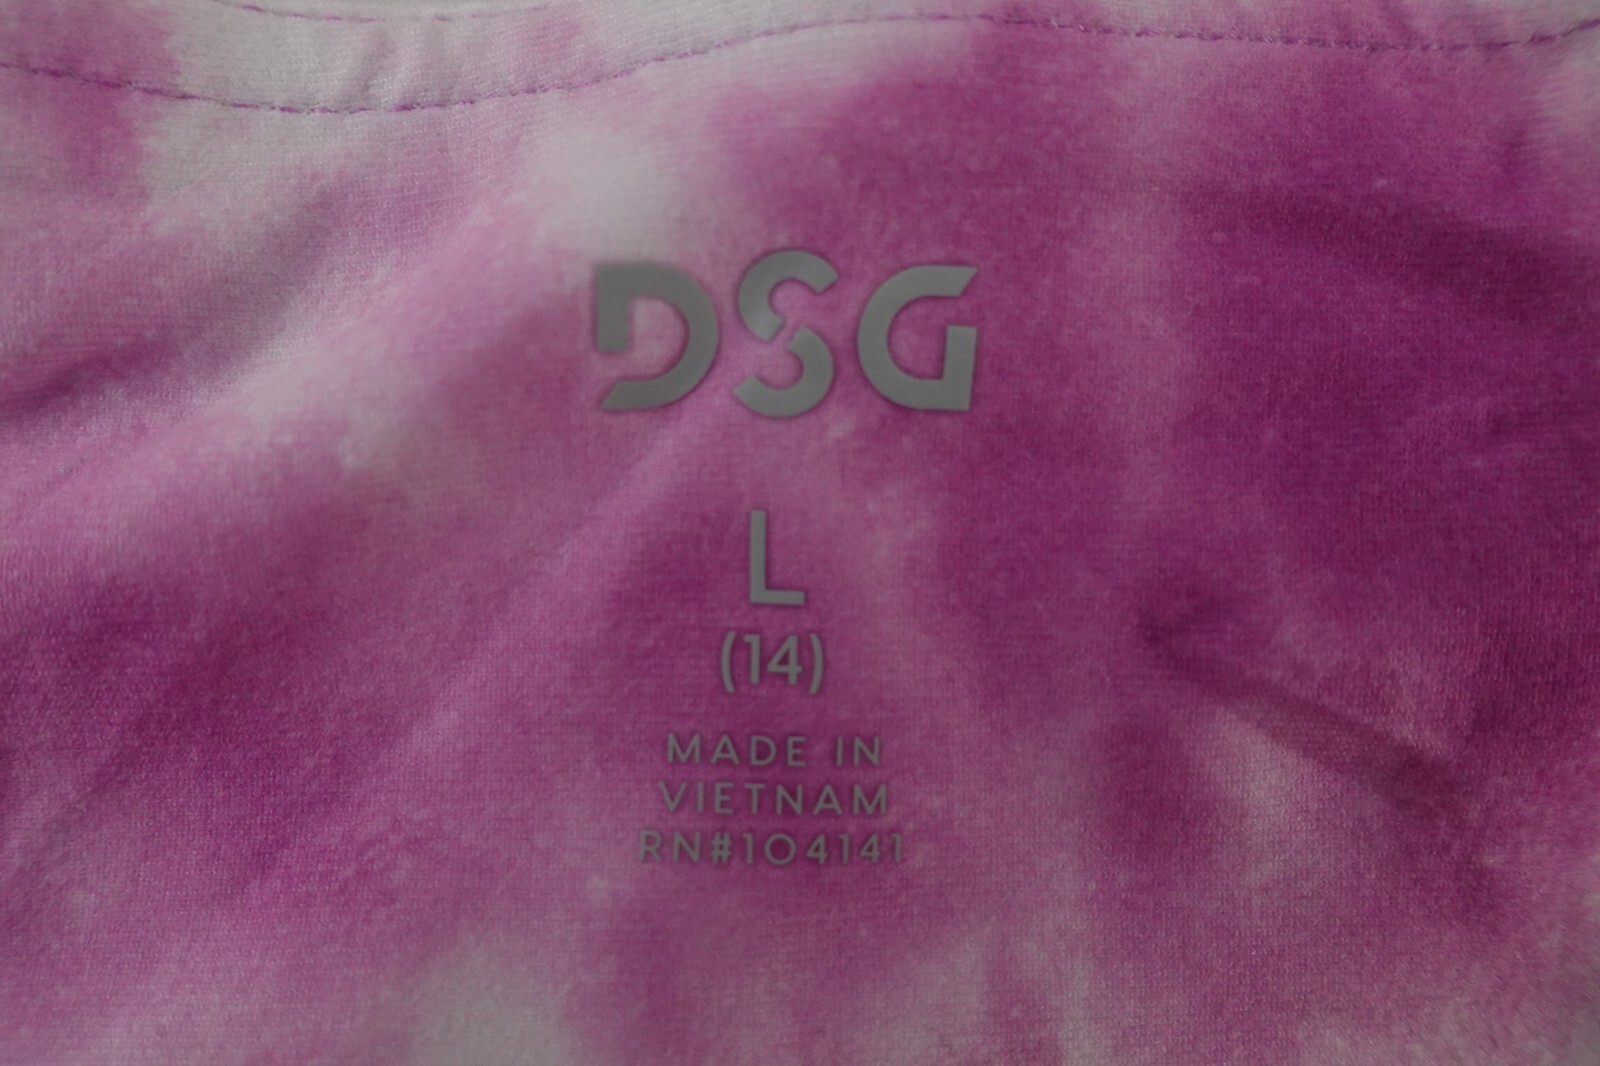 DSG
L
(14)
MADE IN
VIETNAM
RN#104141